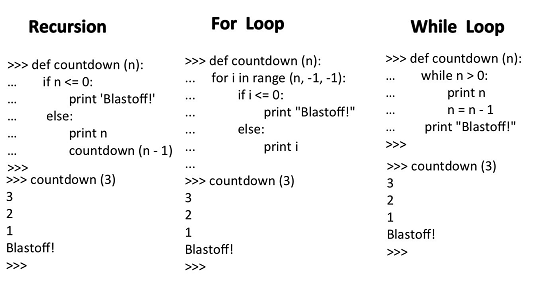 Recursion
>>> def countdown (n):
... if n <= 0:
... print 'Blastoff!'
... else:
... print n
... countdown (n - 1)
>>>
>>> countdown (3)
3
2
1
Blastoff!
>>>
For Loop
>>> def countdown (n):
... for i in range (n, -1, -1):
... if i <= 0:
... print "Blastoff!"
... else:
... print i
...
>>> countdown (3)
3
2
1
Blastoff!
>>>
While Loop
>>> def countdown (n):
... while n > 0:
... print n
... n = n - 1
... print "Blastoff!"
>>>
>>> countdown (3)
3
2
1
Blastoff!
>>>